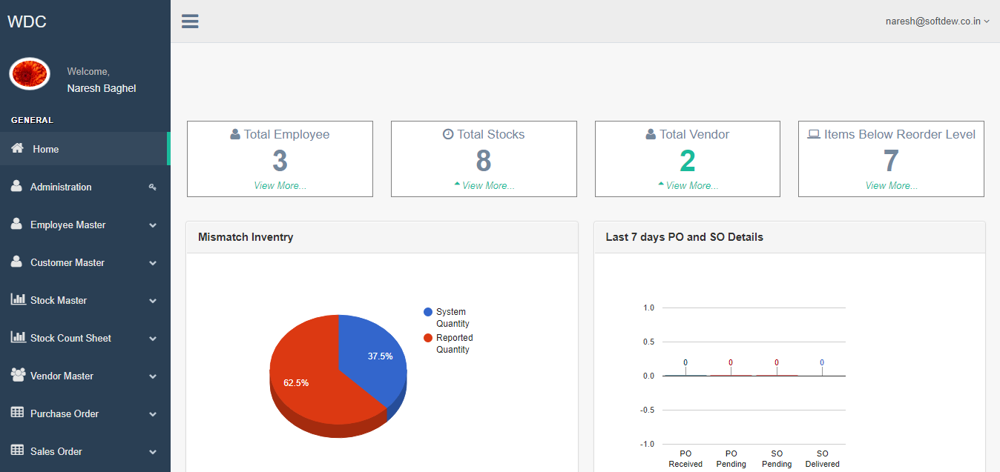 WDC
naresh@softdew.co.in
Welcome,
Naresh Baghel
GENERAL
Home
Administration
Employee Master
Customer Master
Stock Master
Stock Count Sheet
Vendor Master
Purchase Order
Sales Order
Total Employee
3
View More...
Total Stocks
8
View More...
Total Vendor
2
View More...
Items Below Reorder Level
7
View More...
Mismatch Inventry
System
Quantity
Reported
Quantity
37.5%
62.5%
Last 7 days PO and SO Details
1.0
0.5
0.0
-0.5
-1.0
0
0
0
0
PO
Received
PO
Pending
SO
Pending
SO
Delivered